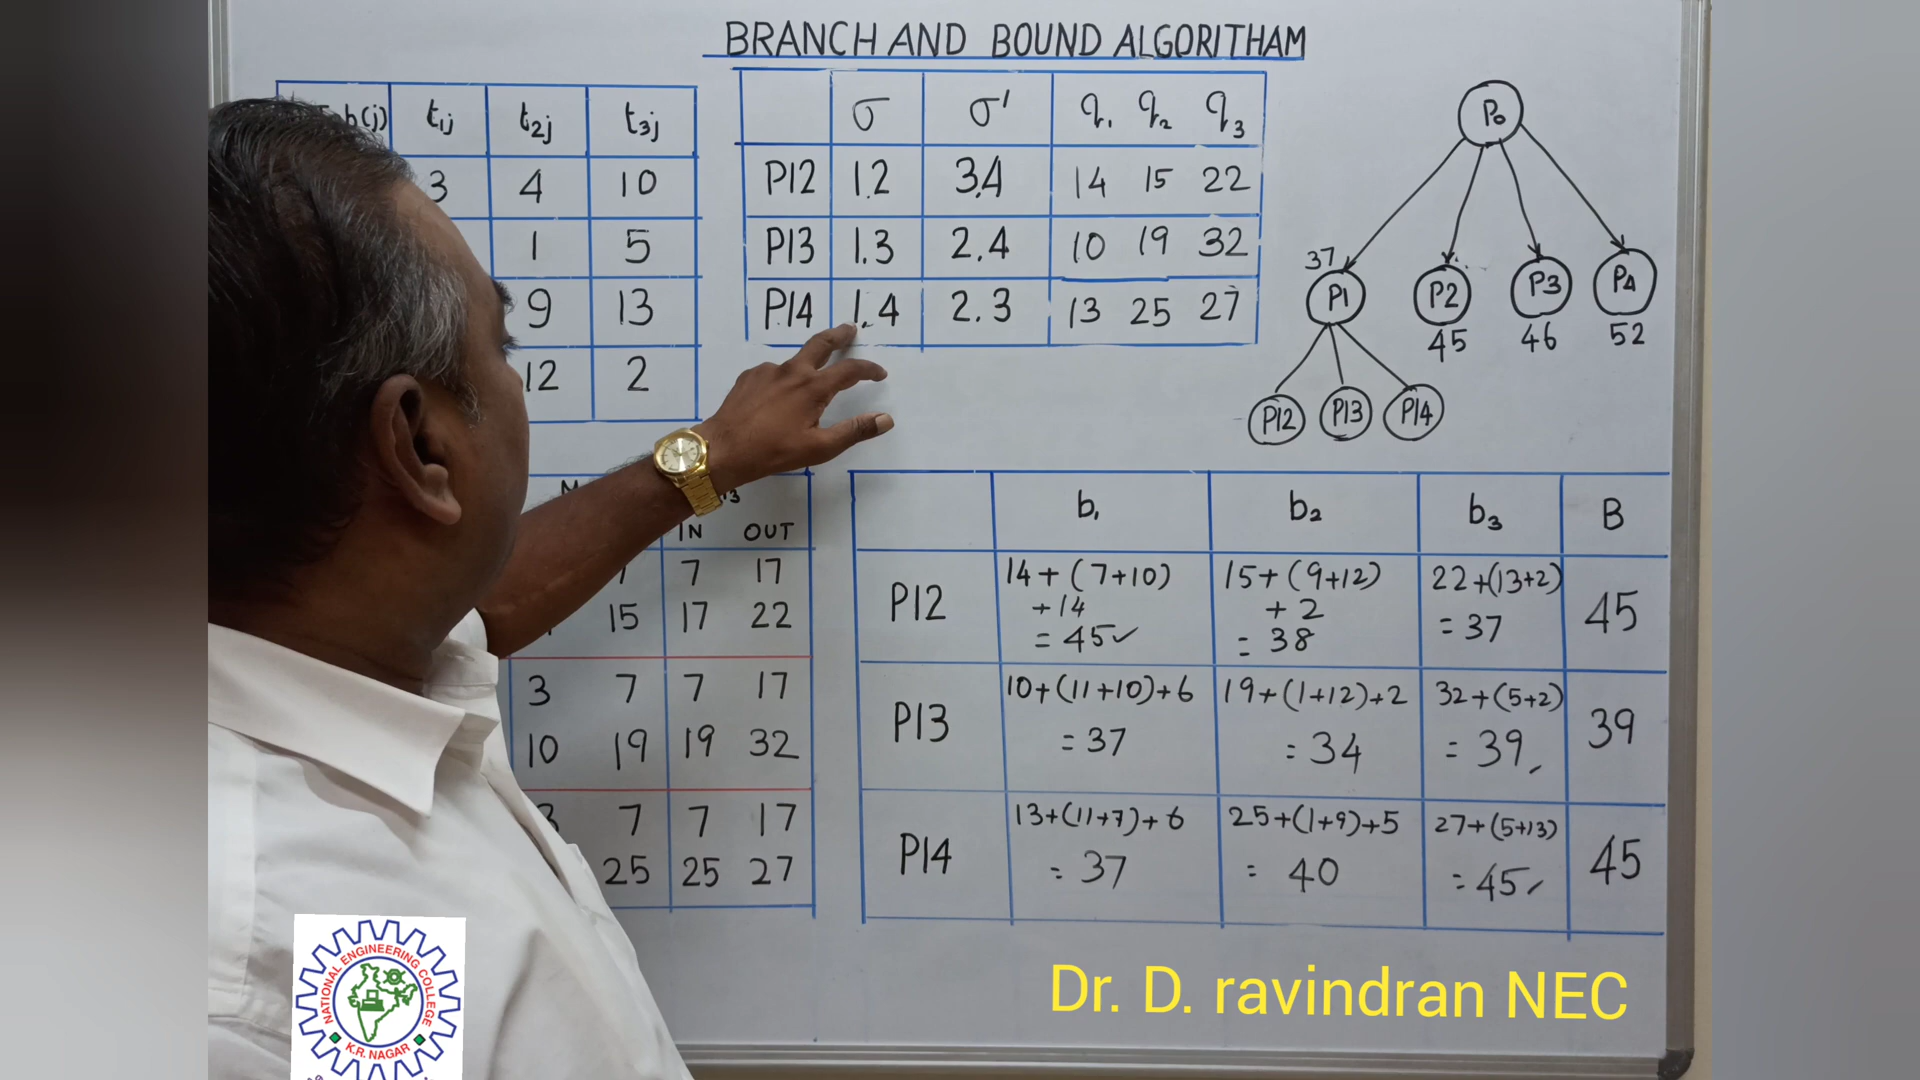 BRANCH AND BOUND ALGORITHAM
b(j) t1j t2j t3j
3 4 10
1 5
9 13
12 2
σ σ' q1 q2 q3
P12 1.2 3.4 14 15 22
P13 1.3 2.4 10 19 32
P14 1.4 2.3 13 25 27
P0
37
P1 P2 P3 P4
45 46 52
P12 P13 P14
M 3
IN OUT
7 7 17
15 17 22
3 7 7 17
10 19 19 32
3 7 7 17
25 25 27
b1 b2 b3 B
P12 14+(7+10) 15+(9+12) 22+(13+2) 45
+14 +2 = 37
= 45✓ = 38
P13 10+(11+10)+6 19+(1+12)+2 32+(5+2) 39
= 37 = 34 = 39✓
P14 13+(11+7)+6 25+(1+9)+5 27+(5+13) 45
= 37 = 40 = 45✓
NATIONAL ENGINEERING COLLEGE
K.R. NAGAR
Dr. D. ravindran NEC